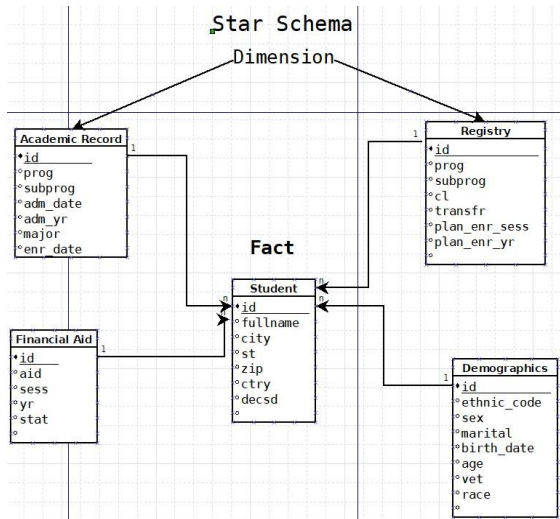 Star Schema
Dimension
Academic Record
id
prog
subprog
adm_date
adm_yr
major
enr_date
1
Registry
id
prog
subprog
cl
transfr
plan_enr_sess
plan_enr_yr
1
Fact
Student
id
fullname
city
st
zip
ctry
decsd
n
n
n
Financial Aid
id
aid
sess
yr
stat
1
Demographics
id
ethnic_code
sex
marital
birth_date
age
vet
race
1